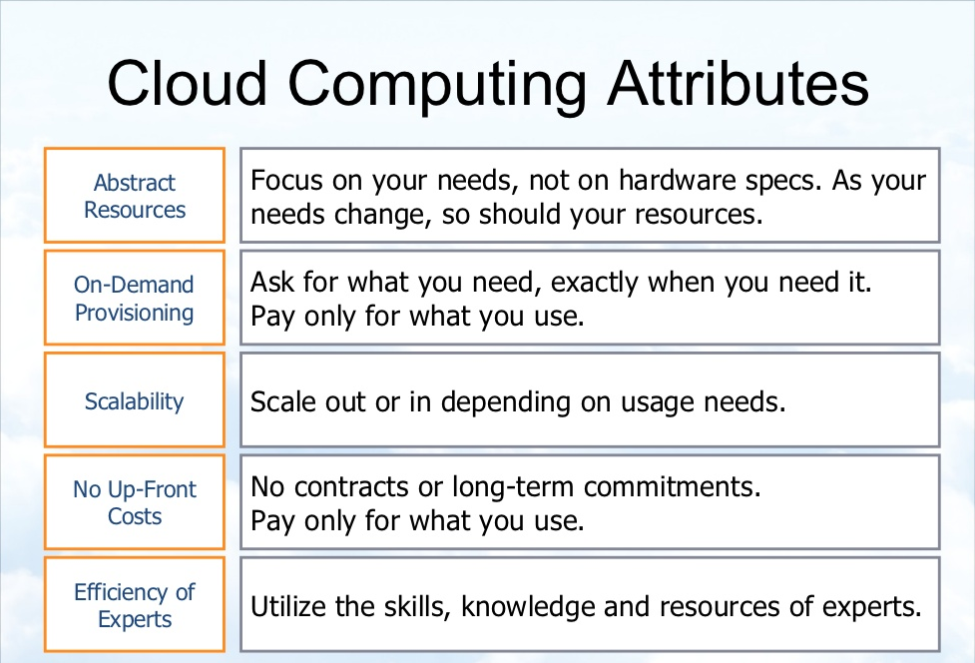 Cloud Computing Attributes
Abstract
Resources
Focus on your needs, not on hardware specs. As your
needs change, so should your resources.
On-Demand
Provisioning
Ask for what you need, exactly when you need it.
Pay only for what you use.
Scalability
Scale out or in depending on usage needs.
No Up-Front
Costs
No contracts or long-term commitments.
Pay only for what you use.
Efficiency of
Experts
Utilize the skills, knowledge and resources of experts.